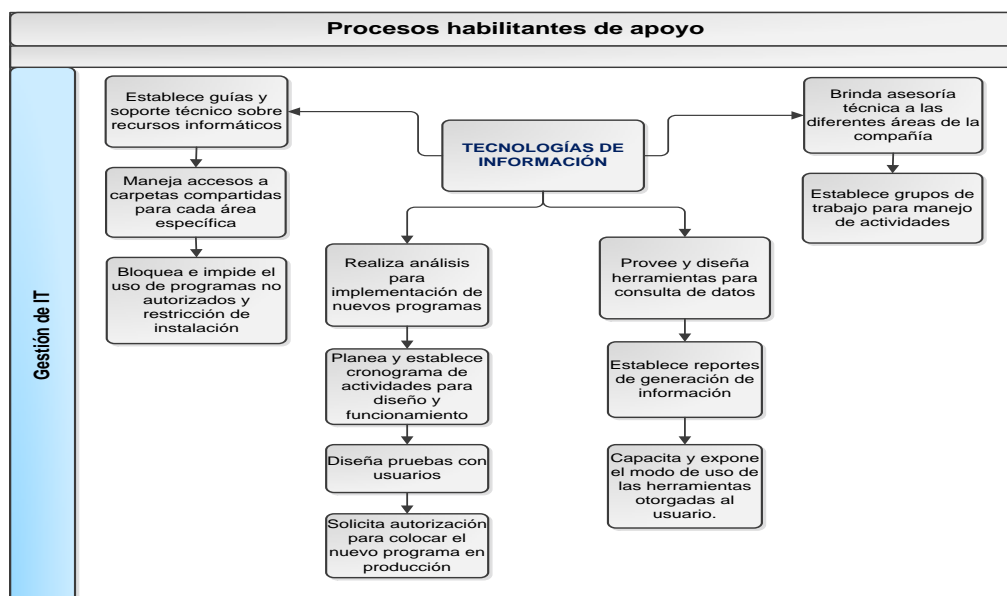 Procesos habilitantes de apoyo
Gestión de IT
TECNOLOGÍAS DE
INFORMACIÓN
Establece guías y
soporte técnico sobre
recursos informáticos
Maneja accesos a
carpetas compartidas
para cada área
específica
Bloquea e impide el
uso de programas no
autorizados y
restricción de
instalación
Realiza análisis
para
implementación de
nuevos programas
Planea y establece
cronograma de
actividades para
diseño y
funcionamiento
Diseña pruebas con
usuarios
Solicita autorización
para colocar el
nuevo programa en
producción
Provee y diseña
herramientas para
consulta de datos
Establece reportes
de generación de
información
Capacita y expone
el modo de uso de
las herramientas
otorgadas al
usuario.
Brinda asesoría
técnica a las
diferentes áreas de la
compañía
Establece grupos de
trabajo para manejo
de actividades